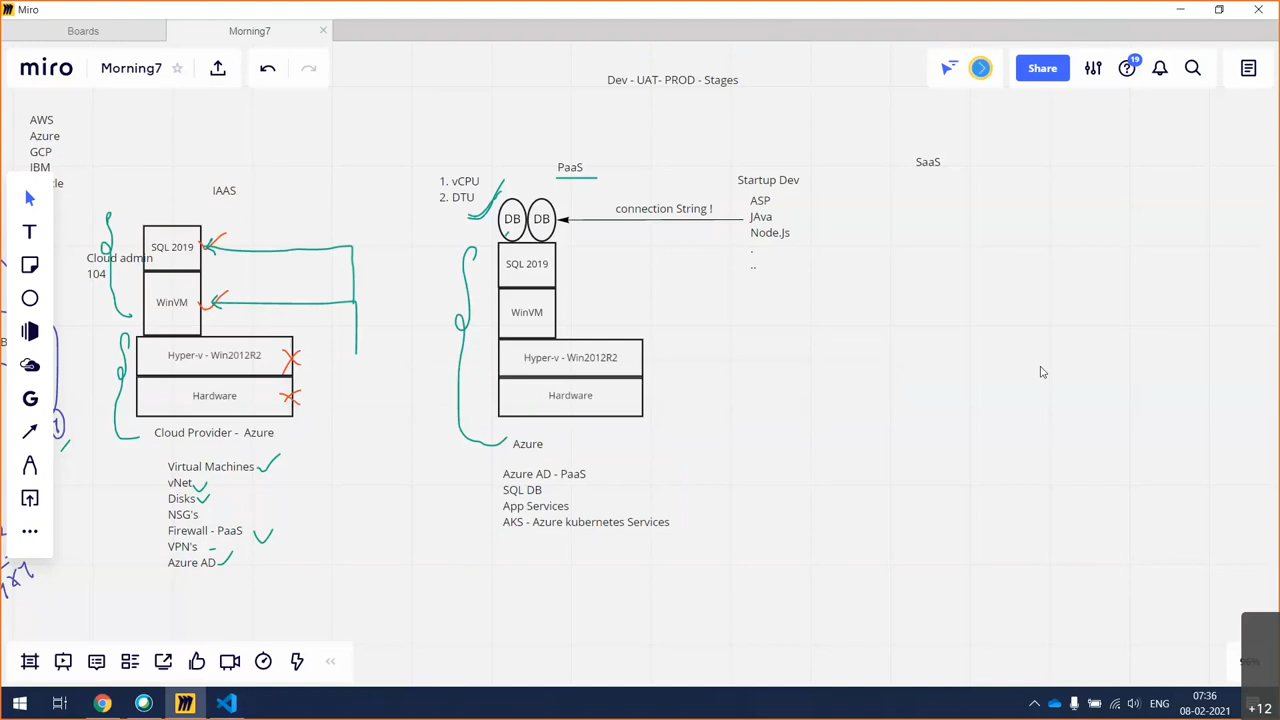 Miro
Boards
Morning7
miro
Morning7
Share
19
Dev - UAT- PROD - Stages
AWS
Azure
GCP
IBM
IAAS
SQL 2019
Cloud admin
104
WinVM
Hyper-v - Win2012R2
Hardware
Cloud Provider - Azure
Virtual Machines
vNet
Disks
NSG's
Firewall - PaaS
VPN's
Azure AD
PaaS
1. vCPU
2. DTU
DB
DB
connection String !
SQL 2019
WinVM
Hyper-v - Win2012R2
Hardware
Azure
Azure AD - PaaS
SQL DB
App Services
AKS - Azure kubernetes Services
Startup Dev
ASP
JAva
Node.Js
.
..
SaaS
ENG
07:36
08-02-2021
+12